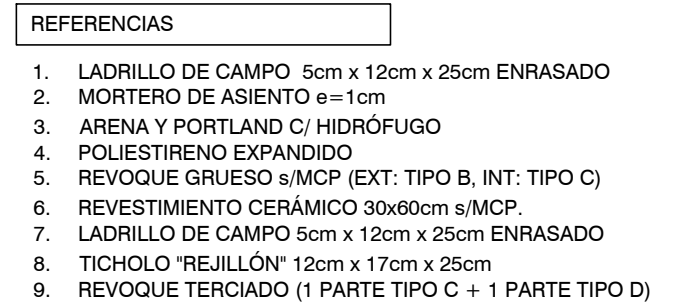 REFERENCIAS
1. LADRILLO DE CAMPO 5cm x 12cm x 25cm ENRASADO
2. MORTERO DE ASIENTO e=1cm
3. ARENA Y PORTLAND C/ HIDRÓFUGO
4. POLIESTIRENO EXPANDIDO
5. REVOQUE GRUESO s/MCP (EXT: TIPO B, INT: TIPO C)
6. REVESTIMIENTO CERÁMICO 30x60cm s/MCP.
7. LADRILLO DE CAMPO 5cm x 12cm x 25cm ENRASADO
8. TICHOLO "REJILLÓN" 12cm x 17cm x 25cm
9. REVOQUE TERCIADO (1 PARTE TIPO C + 1 PARTE TIPO D)